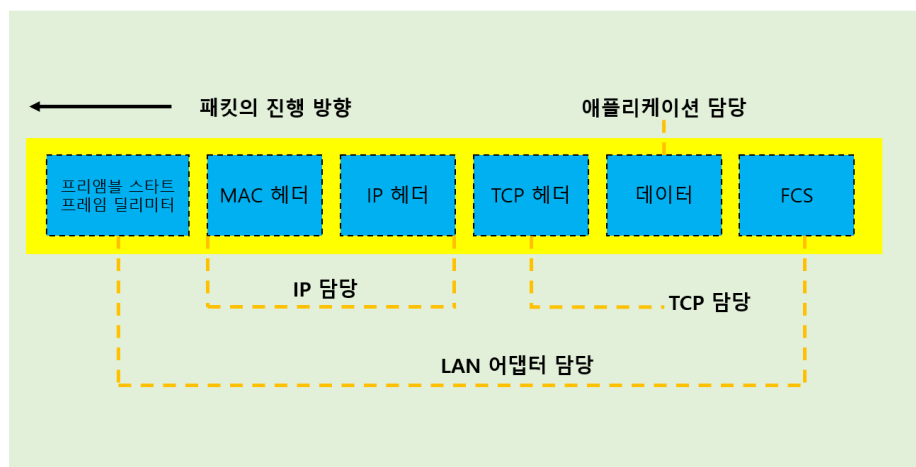 패킷의 진행 방향
애플리케이션 담당
프리앰블 스타트
프레임 딜리미터
MAC 헤더
IP 헤더
TCP 헤더
데이터
FCS
IP 담당
TCP 담당
LAN 어댑터 담당